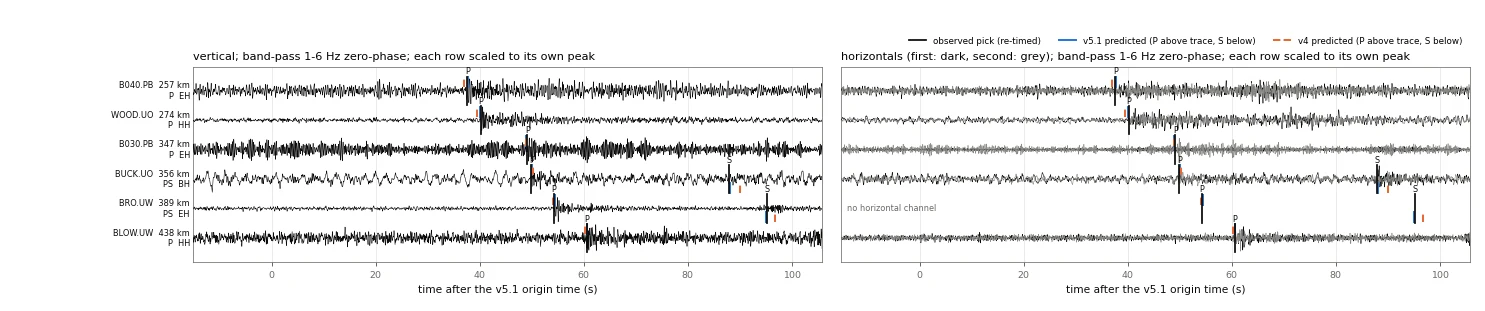 observed pick (re-timed) v5.1 predicted (P above trace, S below) v4 predicted (P above trace, S below)
vertical; band-pass 1-6 Hz zero-phase; each row scaled to its own peak
horizontals (first: dark, second: grey); band-pass 1-6 Hz zero-phase; each row scaled to its own peak
B040.PB 257 km
P EH
WOOD.UO 274 km
P HH
B030.PB 347 km
P EH
BUCK.UO 356 km
PS BH
BRO.UW 389 km
PS EH
BLOW.UW 438 km
P HH
P
P
P
P
S
P
S
P
P
P
P
P
S
P
S
P
no horizontal channel
0 20 40 60 80 100
time after the v5.1 origin time (s)
0 20 40 60 80 100
time after the v5.1 origin time (s)